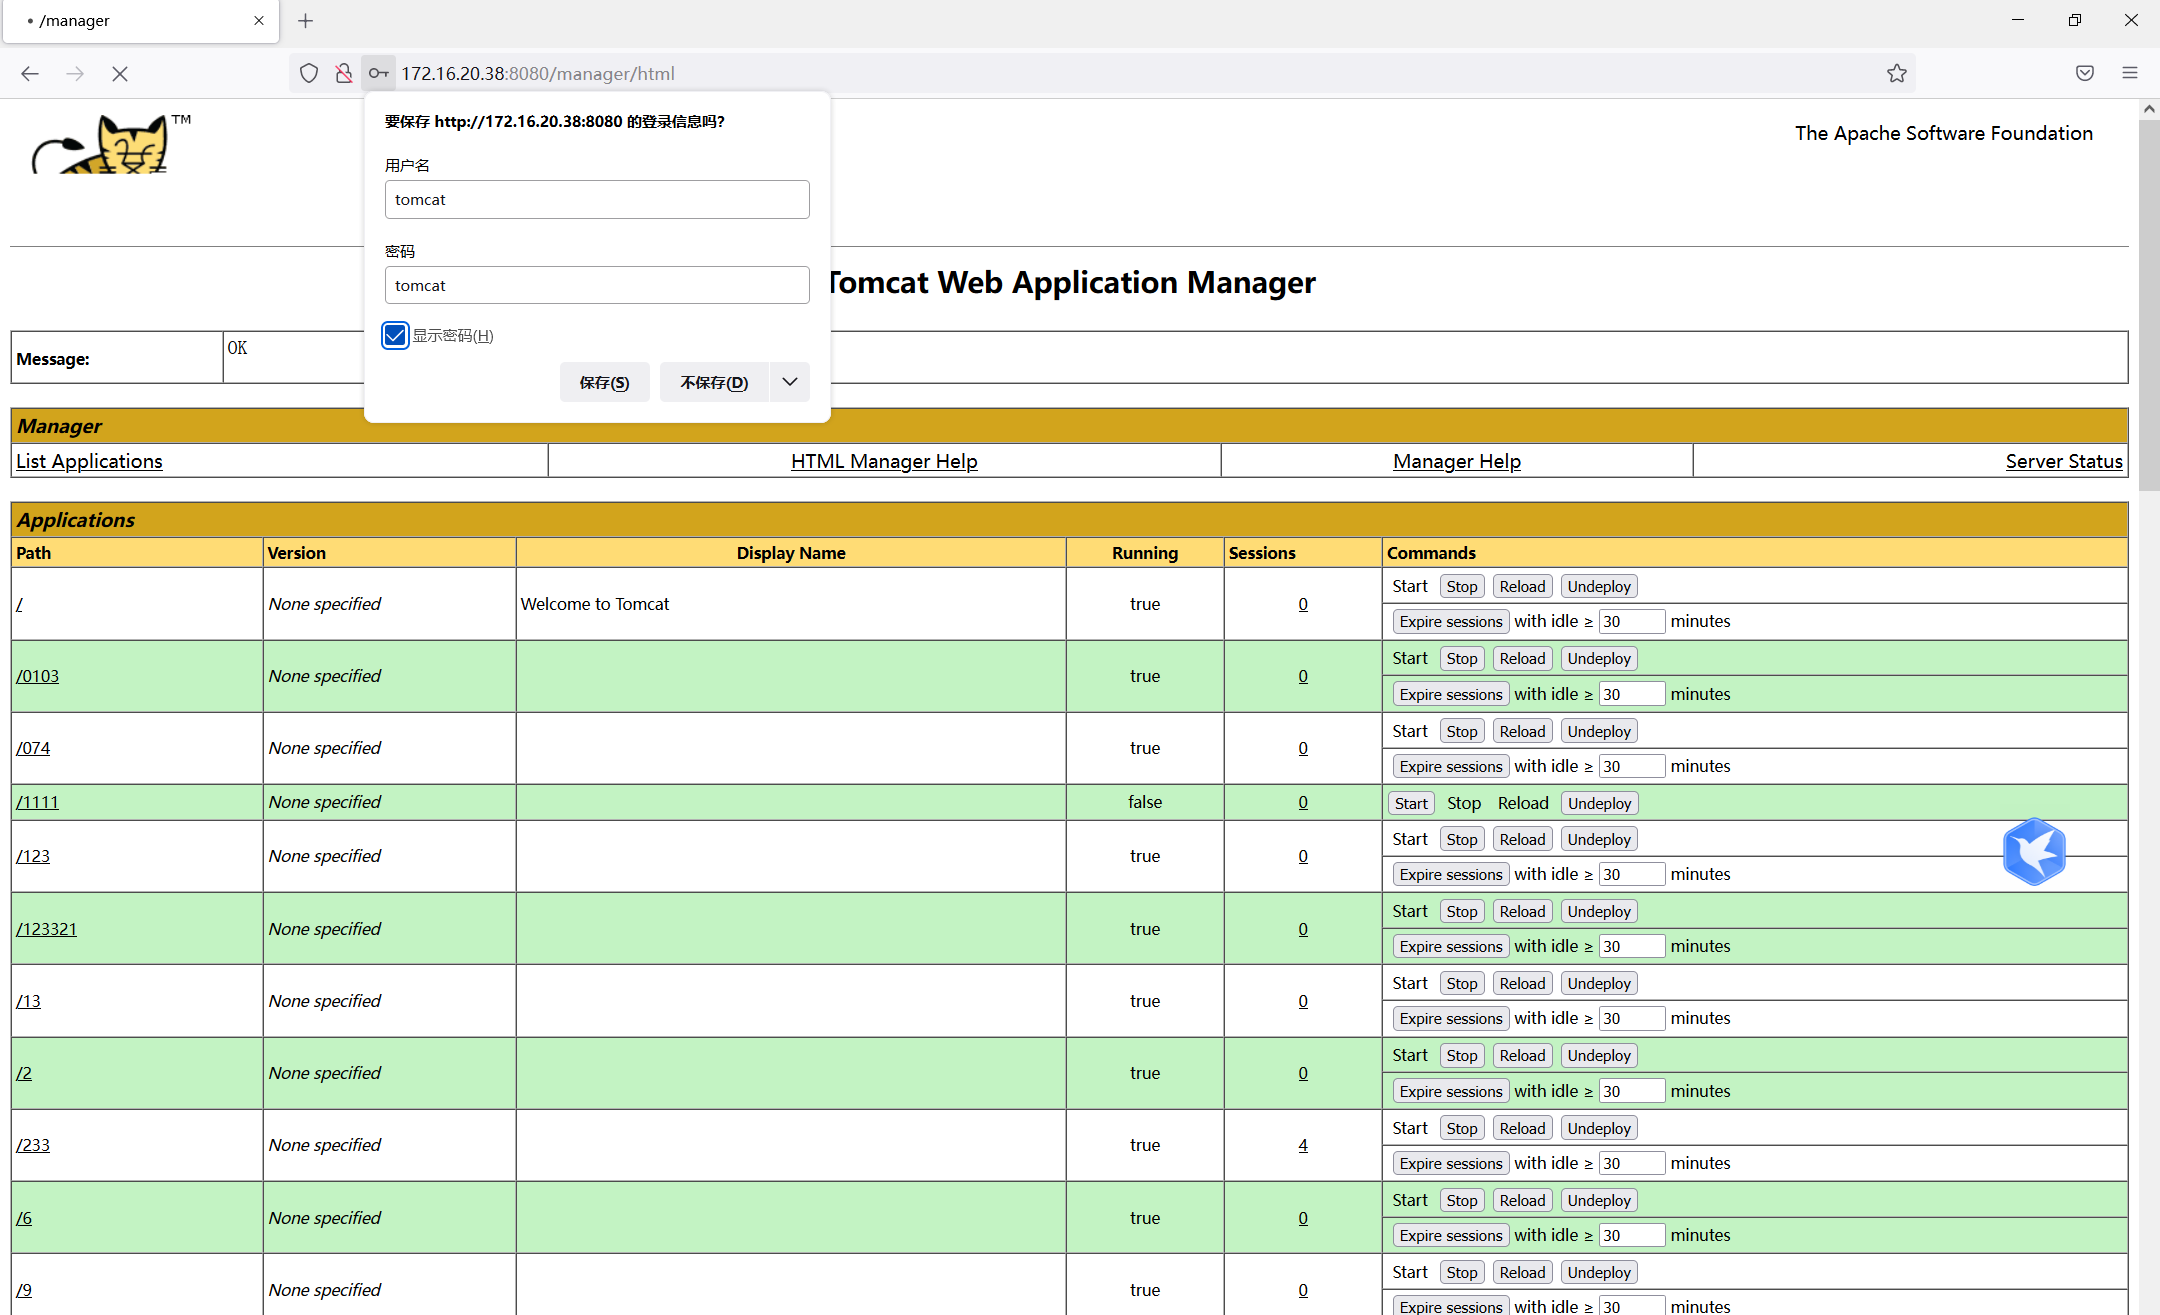 /manager
172.16.20.38:8080/manager/html
TM
The Apache Software Foundation
要保存 http://172.16.20.38:8080 的登录信息吗?
用户名
tomcat
密码
tomcat
显示密码(H)
保存(S) 不保存(D)
Tomcat Web Application Manager
Message: OK
Manager
List Applications HTML Manager Help Manager Help Server Status
Applications
Path Version Display Name Running Sessions Commands
/ None specified Welcome to Tomcat true 0 Start Stop Reload Undeploy
Expire sessions with idle ≥ 30 minutes
/0103 None specified true 0 Start Stop Reload Undeploy
Expire sessions with idle ≥ 30 minutes
/074 None specified true 0 Start Stop Reload Undeploy
Expire sessions with idle ≥ 30 minutes
/1111 None specified false 0 Start Stop Reload Undeploy
/123 None specified true 0 Start Stop Reload Undeploy
Expire sessions with idle ≥ 30 minutes
/123321 None specified true 0 Start Stop Reload Undeploy
Expire sessions with idle ≥ 30 minutes
/13 None specified true 0 Start Stop Reload Undeploy
Expire sessions with idle ≥ 30 minutes
/2 None specified true 0 Start Stop Reload Undeploy
Expire sessions with idle ≥ 30 minutes
/233 None specified true 4 Start Stop Reload Undeploy
Expire sessions with idle ≥ 30 minutes
/6 None specified true 0 Start Stop Reload Undeploy
Expire sessions with idle ≥ 30 minutes
/9 None specified true 0 Start Stop Reload Undeploy
Expire sessions with idle ≥ 30 minutes